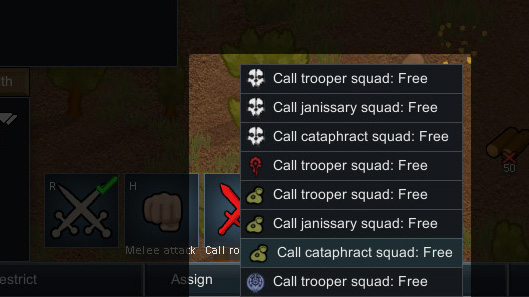 Call trooper squad: Free
Call janissary squad: Free
Call cataphract squad: Free
Call trooper squad: Free
Call trooper squad: Free
Call janissary squad: Free
Call cataphract squad: Free
Call trooper squad: Free
th
R
H
50
Melee attack
Call ro
estrict
Assign